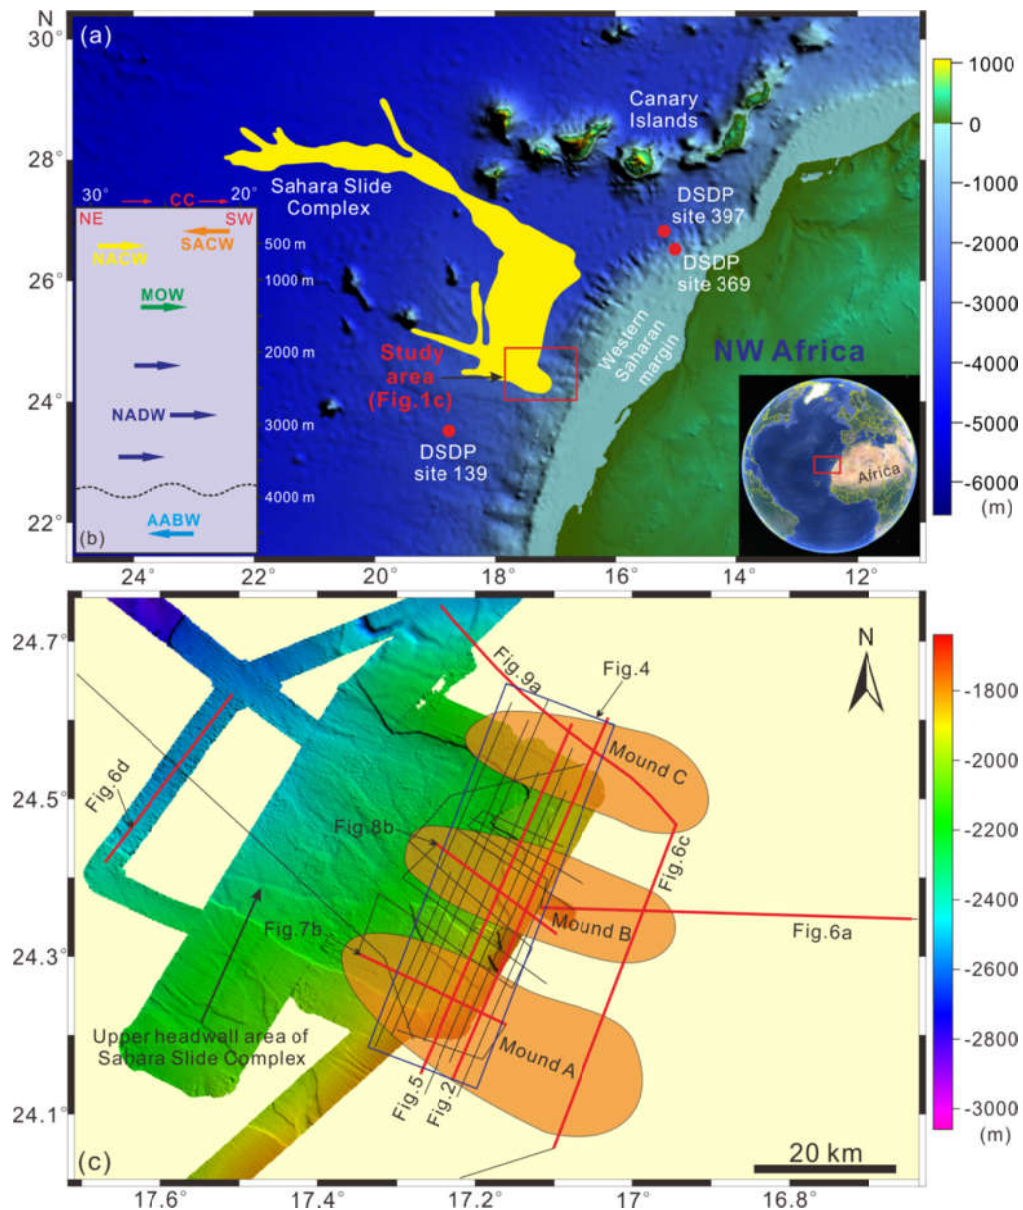 N
30°
28°
26°
24°
22°
(a)
Canary
Islands
Sahara Slide
Complex
DSDP
site 397
DSDP
site 369
Western
Saharan
margin
NW Africa
Study
area
(Fig.1c)
DSDP
site 139
Africa
30°
CC
20°
NE
SW
SACW
NACW
500 m
1000 m
MOW
2000 m
NADW
3000 m
4000 m
AABW
(b)
24
22
20
18
16
14
12
1000
0
-1000
-2000
-3000
-4000
-5000
-6000
(m)
24.7°
24.5°
24.3°
24.1°
N
Fig.9a
Fig.4
Mound C
Fig.6d
Fig.8b
Fig.6c
Mound B
Fig.6a
Fig.7b
Upper headwall area of
Sahara Slide Complex
Mound A
Fig.5
Fig.2
20 km
(c)
17.6°
17.4°
17.2°
17°
16.8°
-1800
-2000
-2200
-2400
-2600
-2800
-3000
(m)